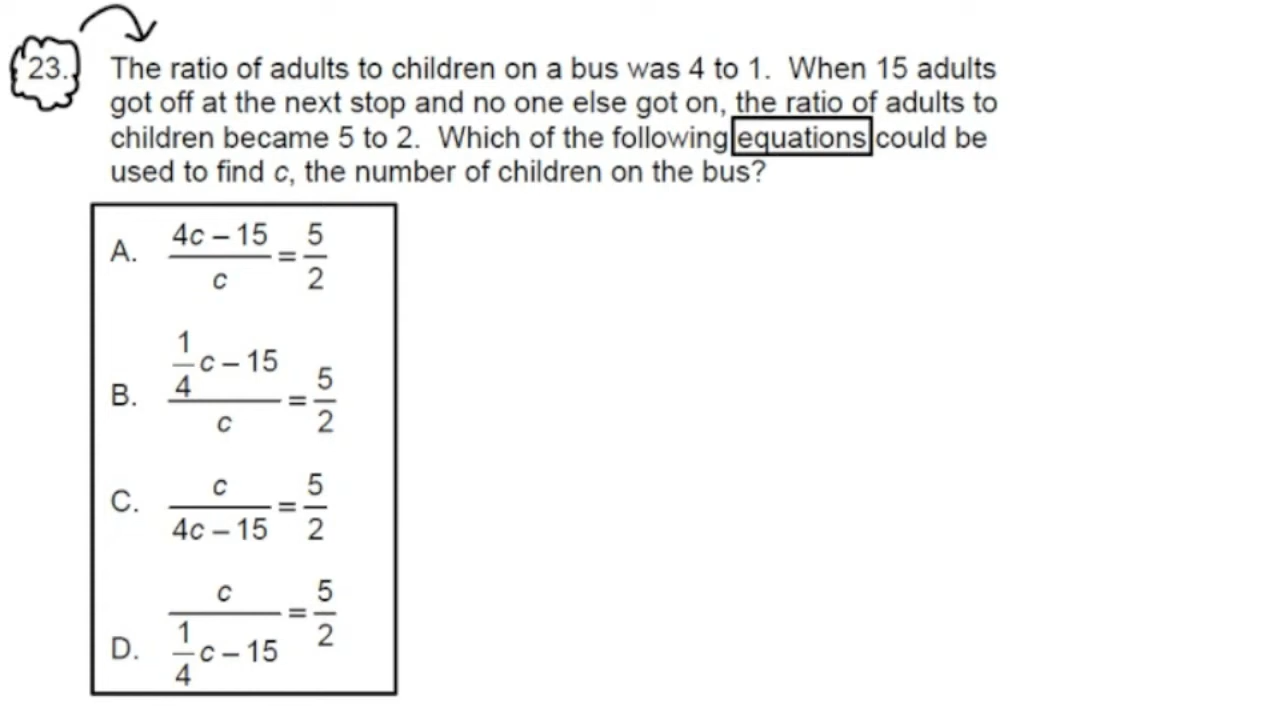 23. The ratio of adults to children on a bus was 4 to 1. When 15 adults
got off at the next stop and no one else got on, the ratio of adults to
children became 5 to 2. Which of the following equations could be
used to find c, the number of children on the bus?
A. (4c – 15)/c = 5/2
B. (1/4 c – 15)/c = 5/2
C. c/(4c – 15) = 5/2
D. c/(1/4 c – 15) = 5/2